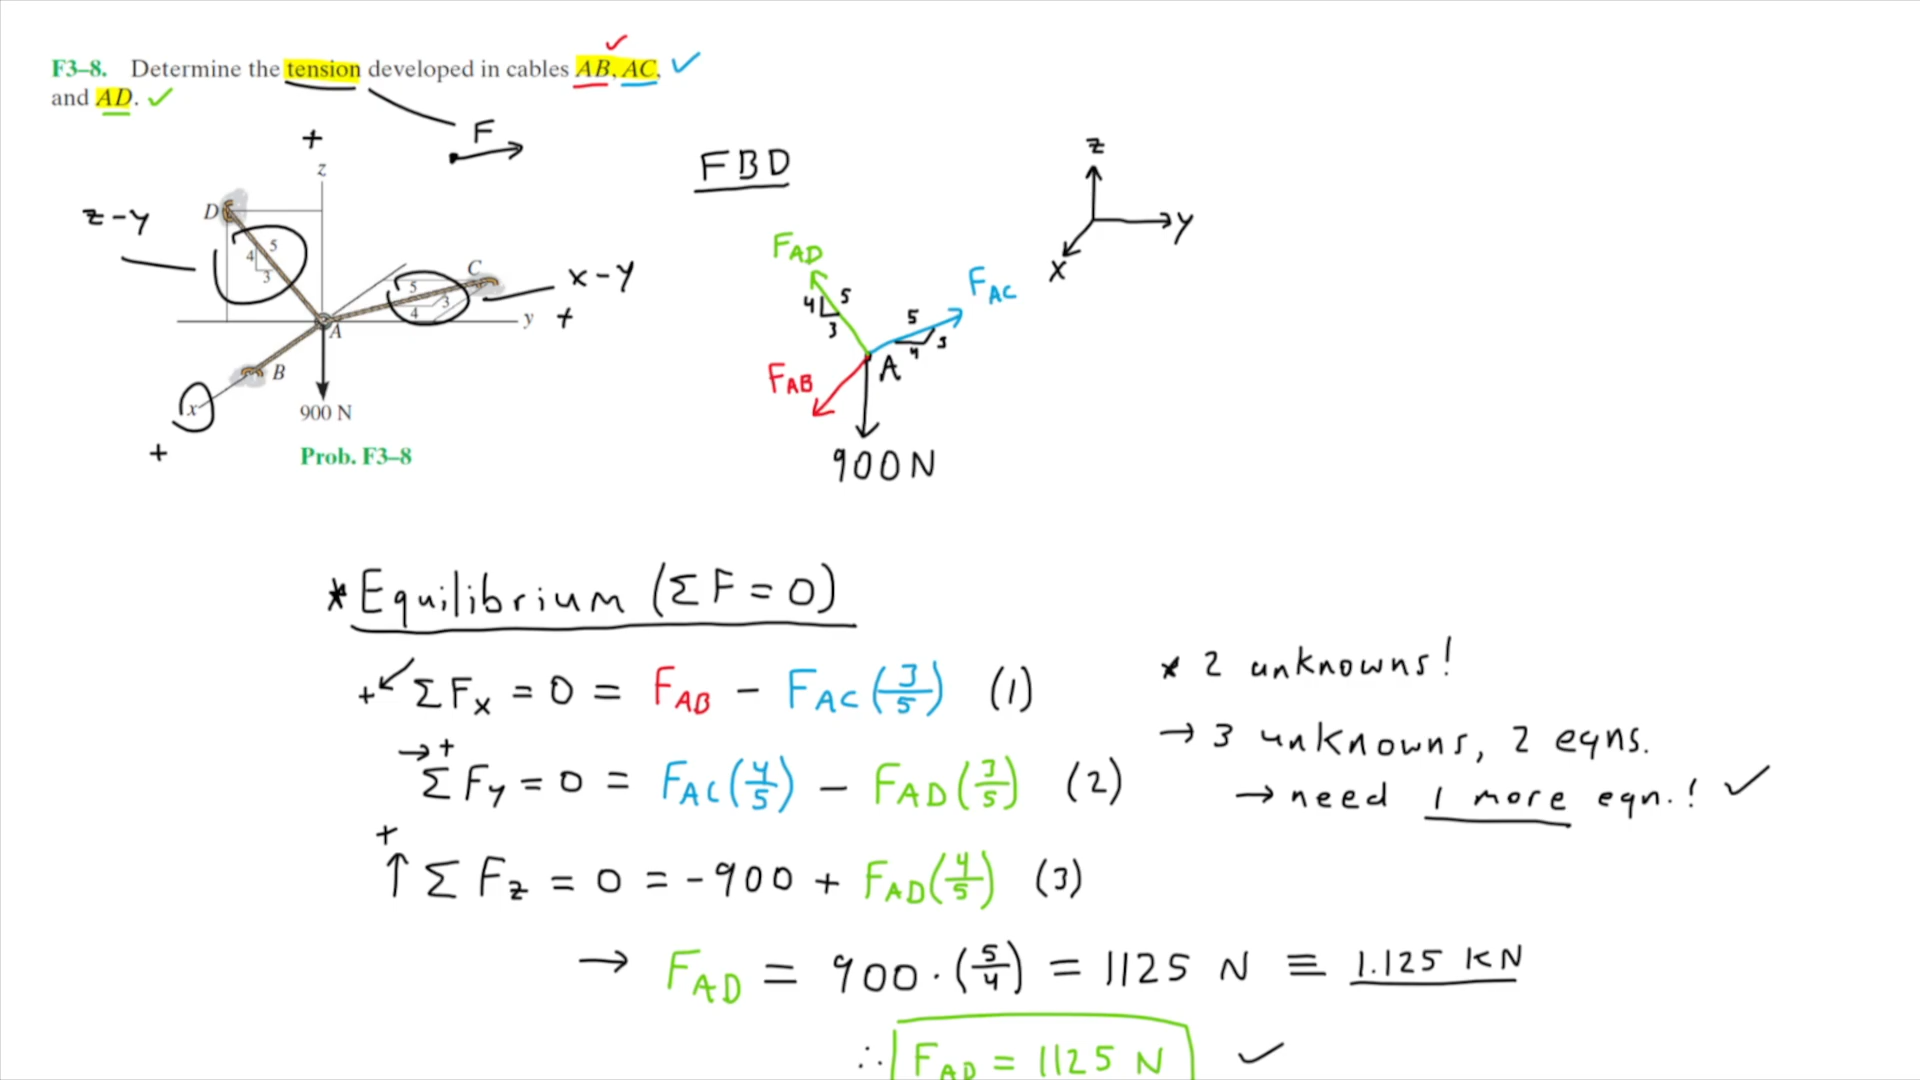 F3–8. Determine the tension developed in cables AB, AC,
and AD.
F
+
z
z-y
D
5
4
3
C
5
3
4
x-y
A
y +
B
x
+
900 N
Prob. F3–8
FBD
z
y
x
F_AD
4 5
3
F_AC
5
4 3
F_AB
A
900N
*Equilibrium (ΣF = 0)
+↙ ΣFx = 0 = F_AB - F_AC(3/5) (1)
→+ ΣFy = 0 = F_AC(4/5) - F_AD(3/5) (2)
+↑ ΣFz = 0 = -900 + F_AD(4/5) (3)
* 2 unknowns!
→ 3 unknowns, 2 eqns.
→ need 1 more eqn.! ✓
→ F_AD = 900·(5/4) = 1125 N ≡ 1.125 KN
∴ F_AD = 1125 N ✓